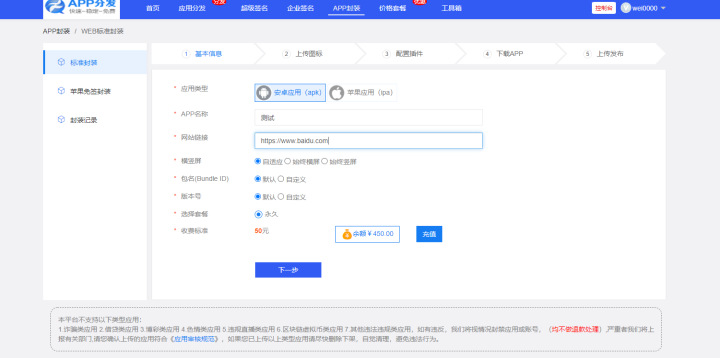 APP分发
快速-稳定-免费
首页
应用分发
分发
超级签名
企业签名
APP封装
价格套餐
优惠
工具箱
控制台
wei0000
APP封装 / WEB标准封装
标准封装
苹果免签封装
封装记录
1 基本信息
2 上传图标
3 配置插件
4 下载APP
5 上传发布
* 应用类型
安卓应用（apk）
苹果应用（ipa）
* APP名称
测试
* 网站链接
https://www.baidu.com
* 横竖屏
自适应 始终横屏 始终竖屏
* 包名(Bundle ID)
默认 自定义
* 版本号
默认 自定义
* 选择套餐
永久
* 收费标准
50元
余额￥450.00
充值
下一步
本平台不支持以下类型应用：
1.诈骗类应用 2.借贷类应用 3.博彩类应用 4.色情类应用 5.违规直播类应用 6.区块链虚拟币类应用 7.其他违法违规类应用，如有违反，我们将视情况封禁应用或账号，（均不做退款处理）,严重者我们将上
报有关部门,请您确认上传的应用符合《应用审核规范》，如果您已上传以上类型应用请尽快删除下架，自觉清理，避免违法行为。